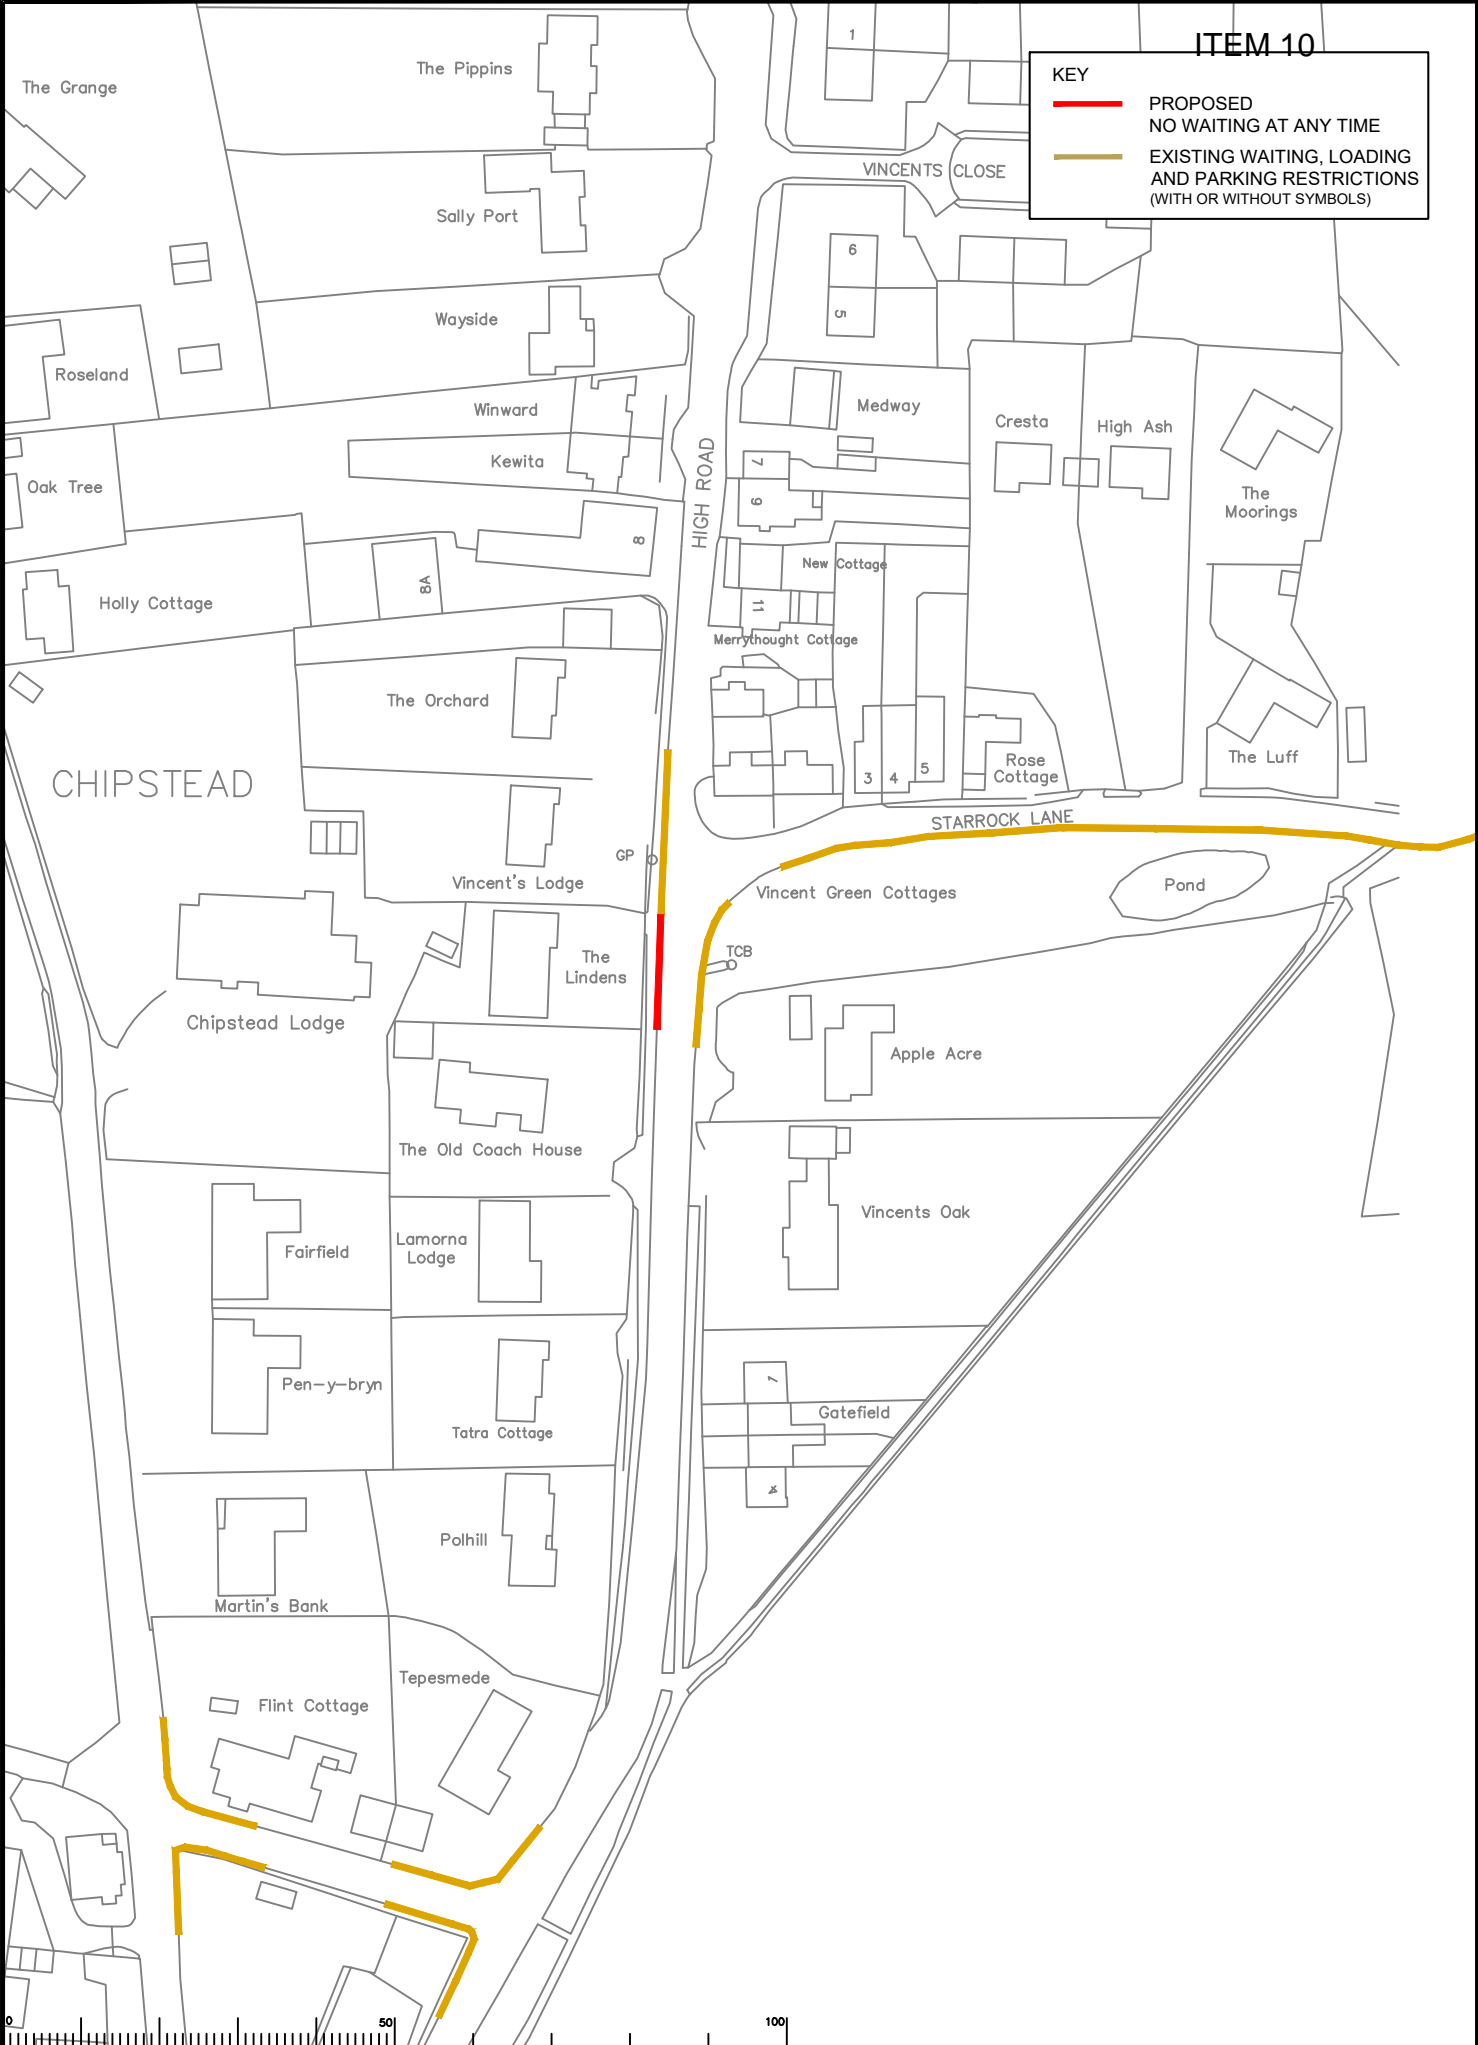 ITEM 10
KEY
PROPOSED
NO WAITING AT ANY TIME
EXISTING WAITING, LOADING
AND PARKING RESTRICTIONS
(WITH OR WITHOUT SYMBOLS)
1
The Pippins
The Grange
VINCENTS CLOSE
Sally Port
6
5
Wayside
Roseland
Winward
Medway
Cresta
High Ash
Kewita
7
HIGH ROAD
Oak Tree
9
The
Moorings
8
New Cottage
8A
Holly Cottage
11
Merrythought Cottage
The Orchard
CHIPSTEAD
3
4
5
Rose
Cottage
The Luff
STARROCK LANE
GP
Vincent's Lodge
Vincent Green Cottages
Pond
TCB
The
Lindens
Chipstead Lodge
Apple Acre
The Old Coach House
Vincents Oak
Fairfield
Lamorna
Lodge
1
Pen-y-bryn
Gatefield
Tatra Cottage
4
Polhill
Martin's Bank
Tepesmede
Flint Cottage
0
50
100